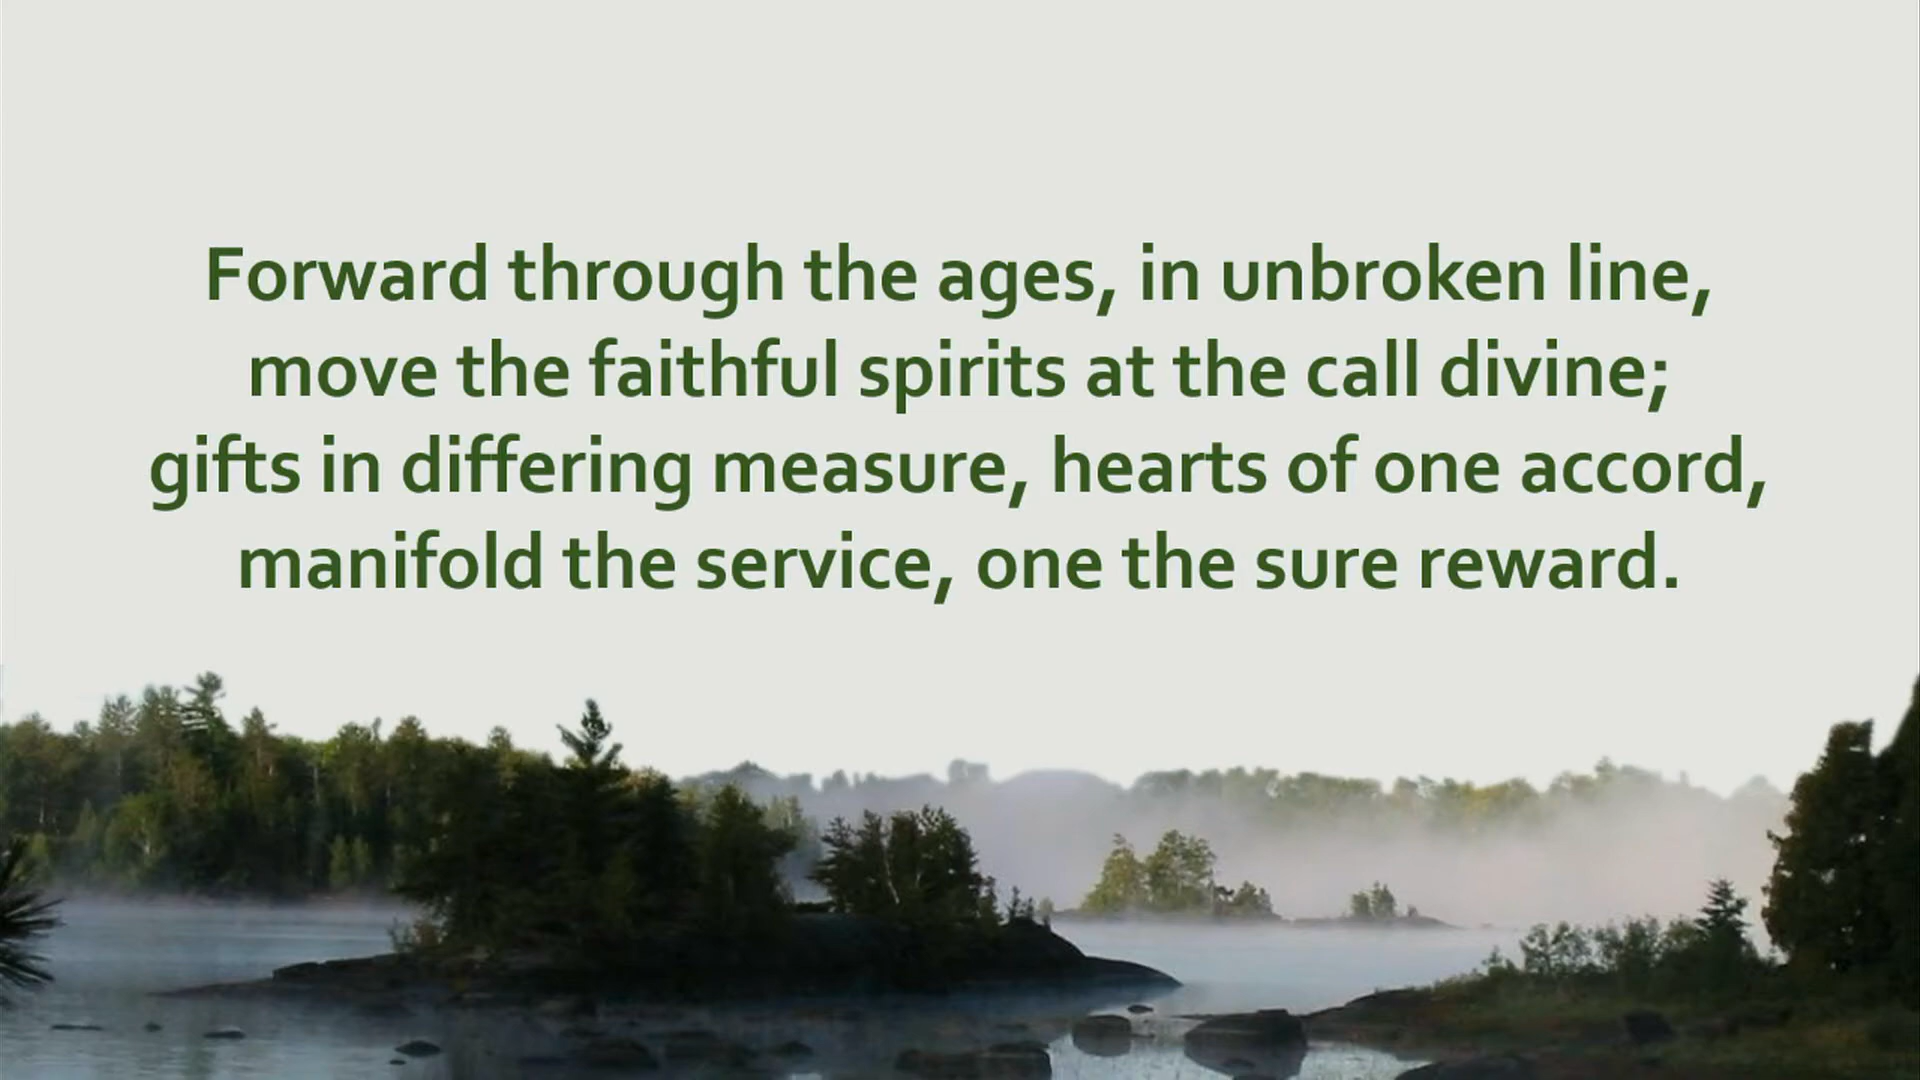 Forward through the ages, in unbroken line,
move the faithful spirits at the call divine;
gifts in differing measure, hearts of one accord,
manifold the service, one the sure reward.